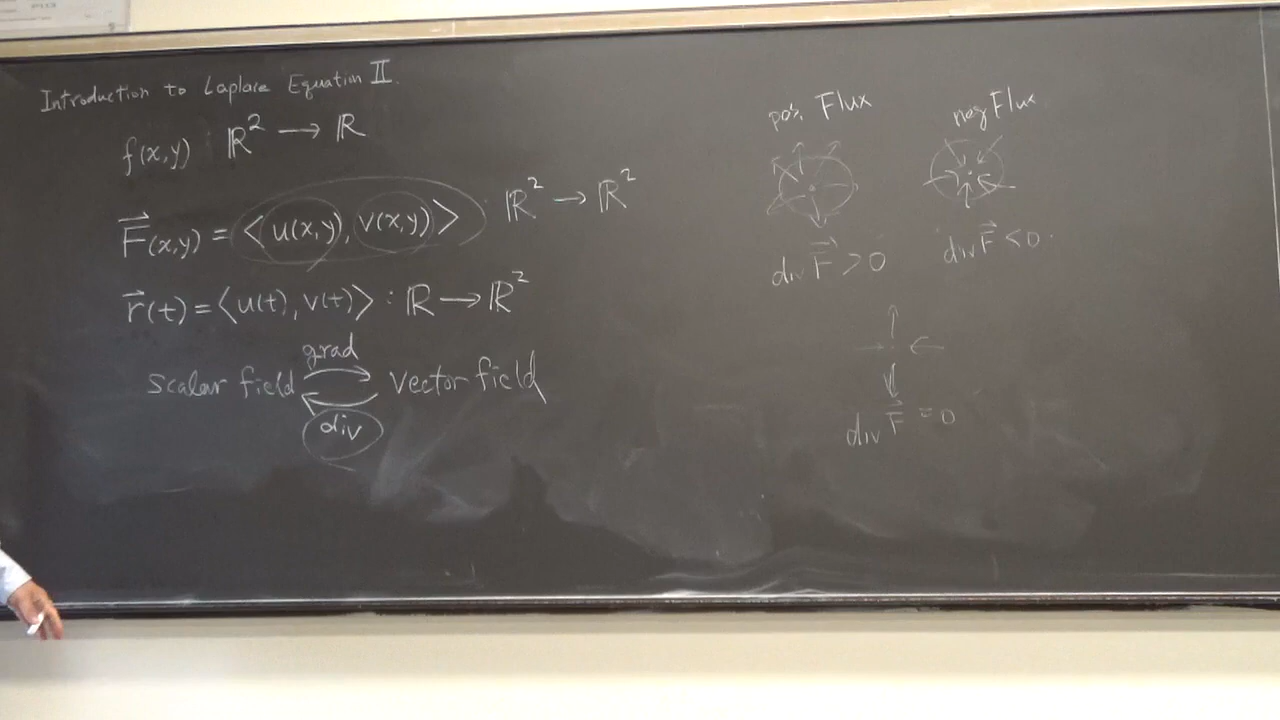 Introduction to Laplace Equation II.
f(x,y) : ℝ² → ℝ
F⃗(x,y) = ⟨u(x,y), v(x,y)⟩ : ℝ² → ℝ²
r⃗(t) = ⟨u(t), v(t)⟩ : ℝ → ℝ²
grad
scalar field vector field
div
pos. Flux
neg Flux
div F⃗ > 0
div F⃗ < 0.
div F⃗ = 0